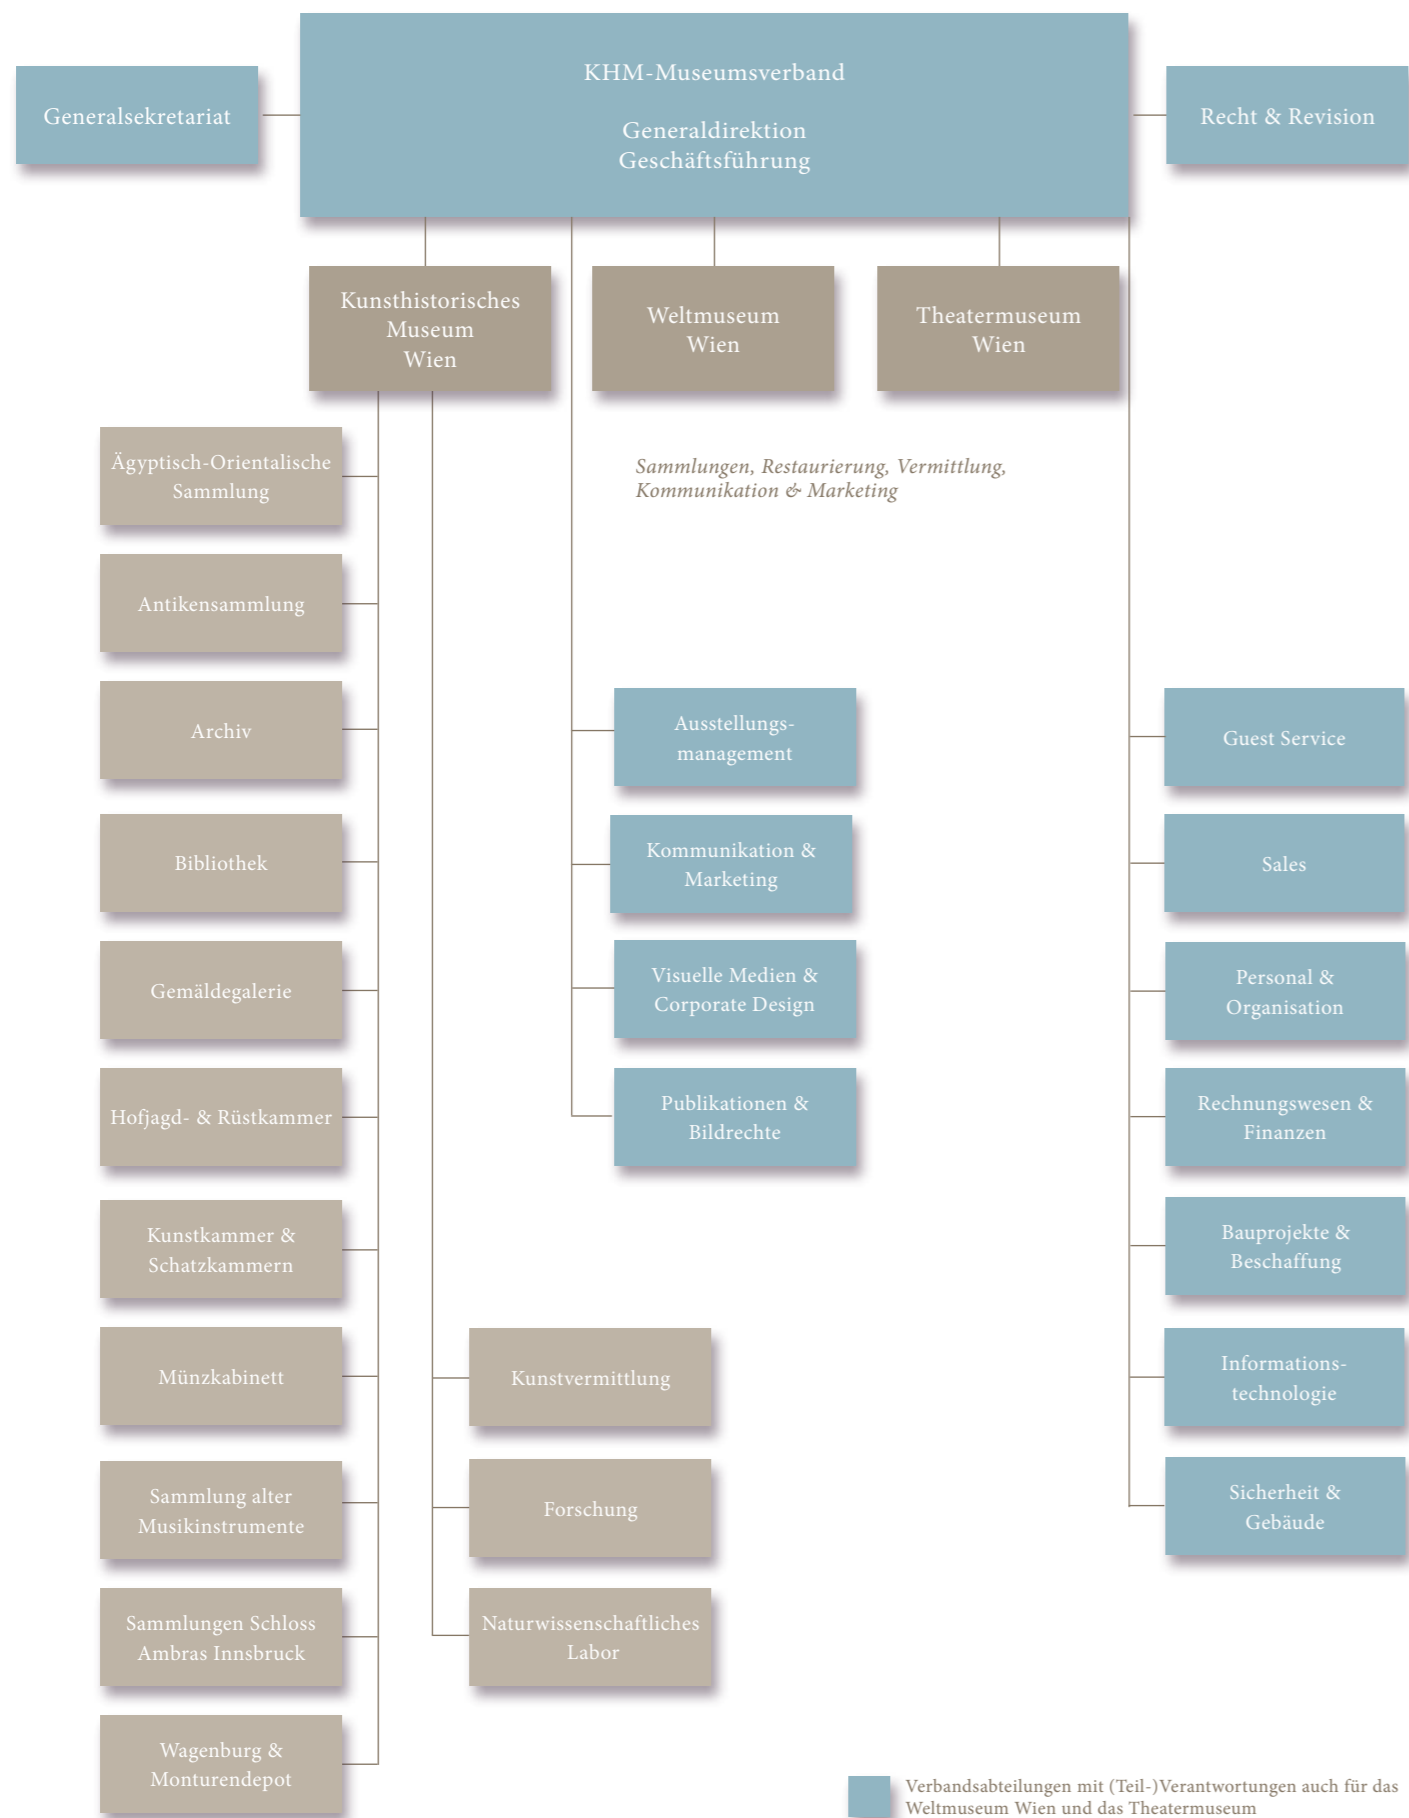 KHM-Museumsverband
Generaldirektion
Geschäftsführung
Generalsekretariat
Recht & Revision
Kunsthistorisches
Museum
Wien
Weltmuseum
Wien
Theatermuseum
Wien
Sammlungen, Restaurierung, Vermittlung,
Kommunikation & Marketing
Ägyptisch-Orientalische
Sammlung
Antikensammlung
Archiv
Bibliothek
Gemäldegalerie
Hofjagd- & Rüstkammer
Kunstkammer &
Schatzkammern
Münzkabinett
Sammlung alter
Musikinstrumente
Sammlungen Schloss
Ambras Innsbruck
Wagenburg &
Monturendepot
Kunstvermittlung
Forschung
Naturwissenschaftliches
Labor
Ausstellungs-
management
Kommunikation &
Marketing
Visuelle Medien &
Corporate Design
Publikationen &
Bildrechte
Guest Service
Sales
Personal &
Organisation
Rechnungswesen &
Finanzen
Bauprojekte &
Beschaffung
Informations-
technologie
Sicherheit &
Gebäude
Verbandsabteilungen mit (Teil-)Verantwortungen auch für das
Weltmuseum Wien und das Theatermuseum